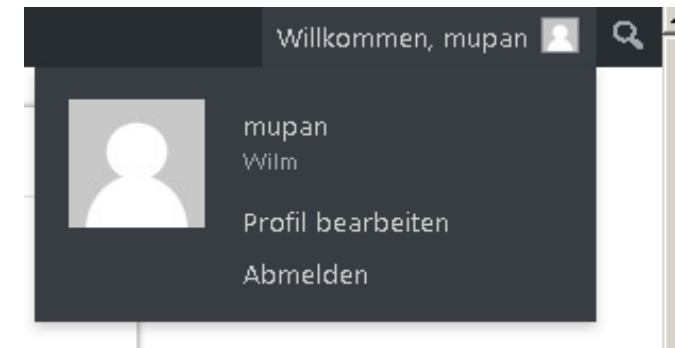 Willkommen, mupan
mupan
Wilm
Profil bearbeiten
Abmelden